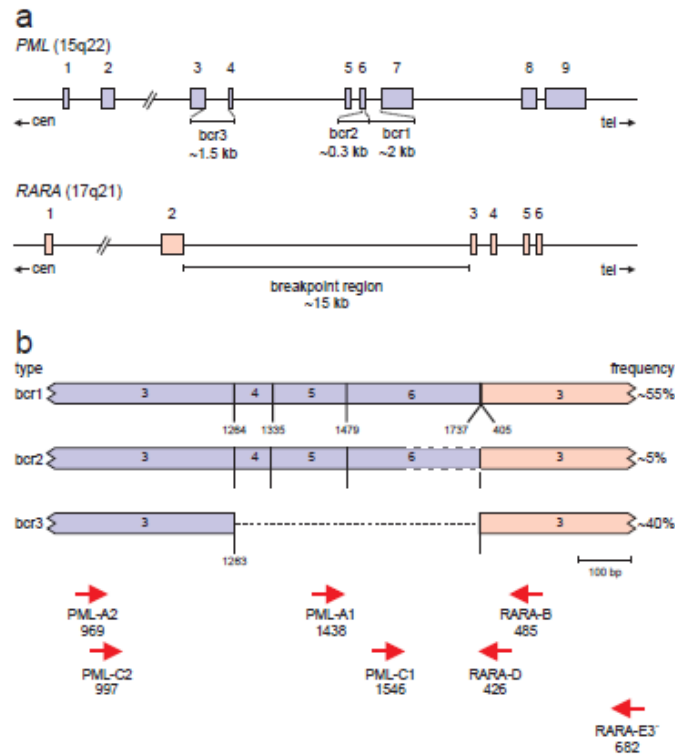 a
PML (15q22)
1 2 3 4 5 6 7 8 9
←cen bcr3 bcr2 bcr1 tel→
~1.5 kb ~0.3 kb ~2 kb
RARA (17q21)
1 2 3 4 5 6
←cen tel→
breakpoint region
~15 kb
b
type frequency
bcr1 3 4 5 6 3 ~55%
1264 1335 1479 1737 405
bcr2 3 4 5 6 3 ~5%
bcr3 3 3 ~40%
1263
100 bp
PML-A2 PML-A1 RARA-B
969 1438 485
PML-C2 PML-C1 RARA-D
997 1546 426
RARA-E3'
682